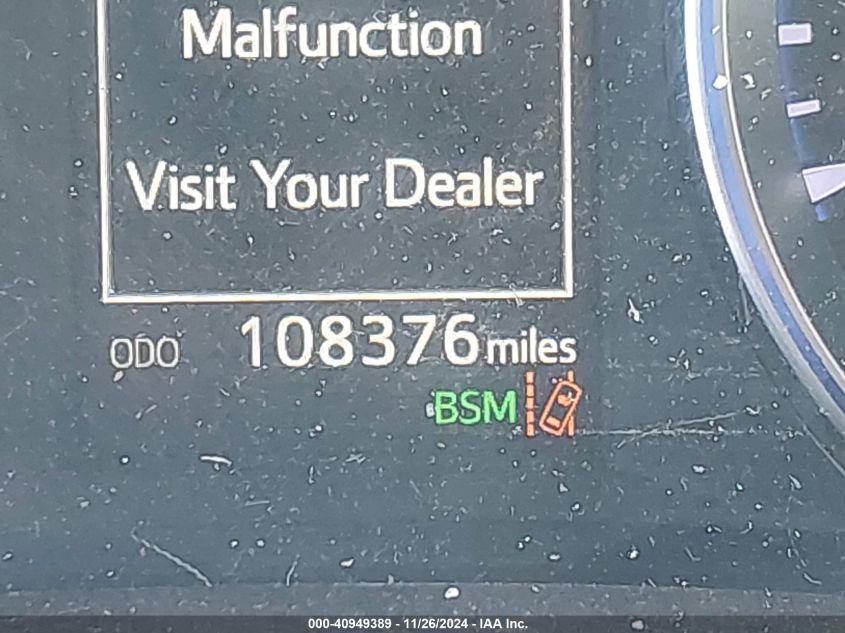 Malfunction
Visit Your Dealer
ODO 108376 miles
BSM
000-40949389 - 11/26/2024 - IAA Inc.